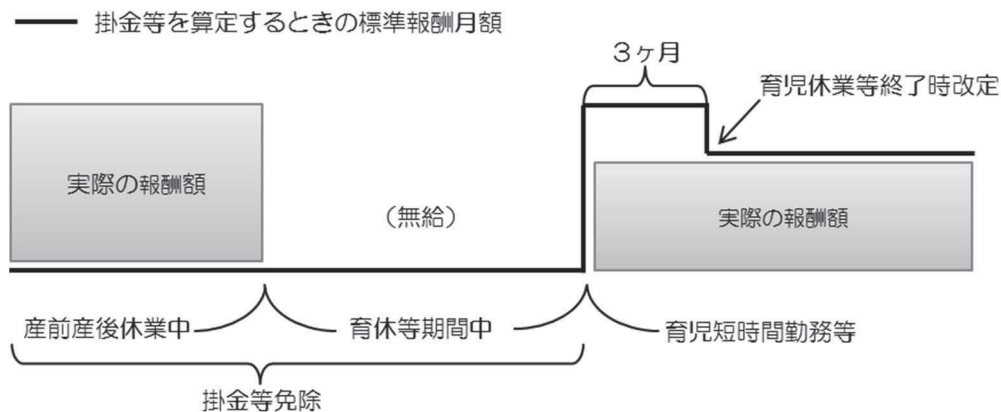 掛金等を算定するときの標準報酬月額
3ヶ月
育児休業等終了時改定
実際の報酬額
（無給）
実際の報酬額
産前産後休業中
育休等期間中
育児短時間勤務等
掛金等免除